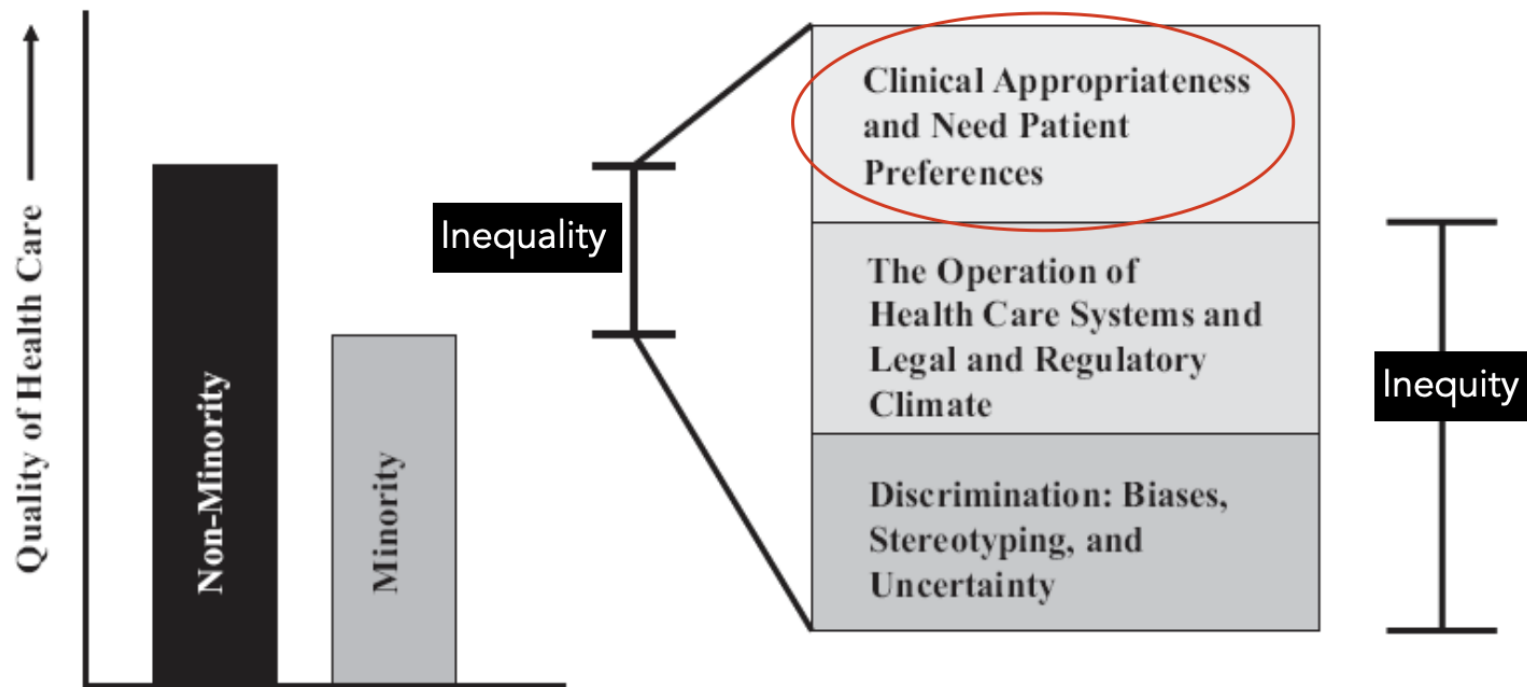 Quality of Health Care
Non-Minority
Minority
Inequality
Clinical Appropriateness
and Need Patient
Preferences
The Operation of
Health Care Systems and
Legal and Regulatory
Climate
Discrimination: Biases,
Stereotyping, and
Uncertainty
Inequity